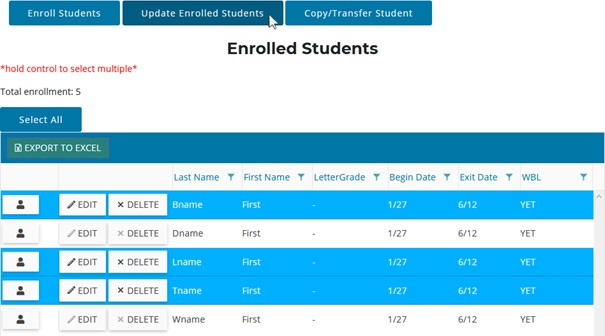 Enroll Students Update Enrolled Students Copy/Transfer Student
Enrolled Students
*hold control to select multiple*
Total enrollment: 5
Select All
EXPORT TO EXCEL
Last Name First Name LetterGrade Begin Date Exit Date WBL
EDIT × DELETE Bname First - 1/27 6/12 YET
EDIT × DELETE Dname First - 1/27 6/12 YET
EDIT × DELETE Lname First - 1/27 6/12 YET
EDIT × DELETE Tname First - 1/27 6/12 YET
EDIT × DELETE Wname First - 1/27 6/12 YET